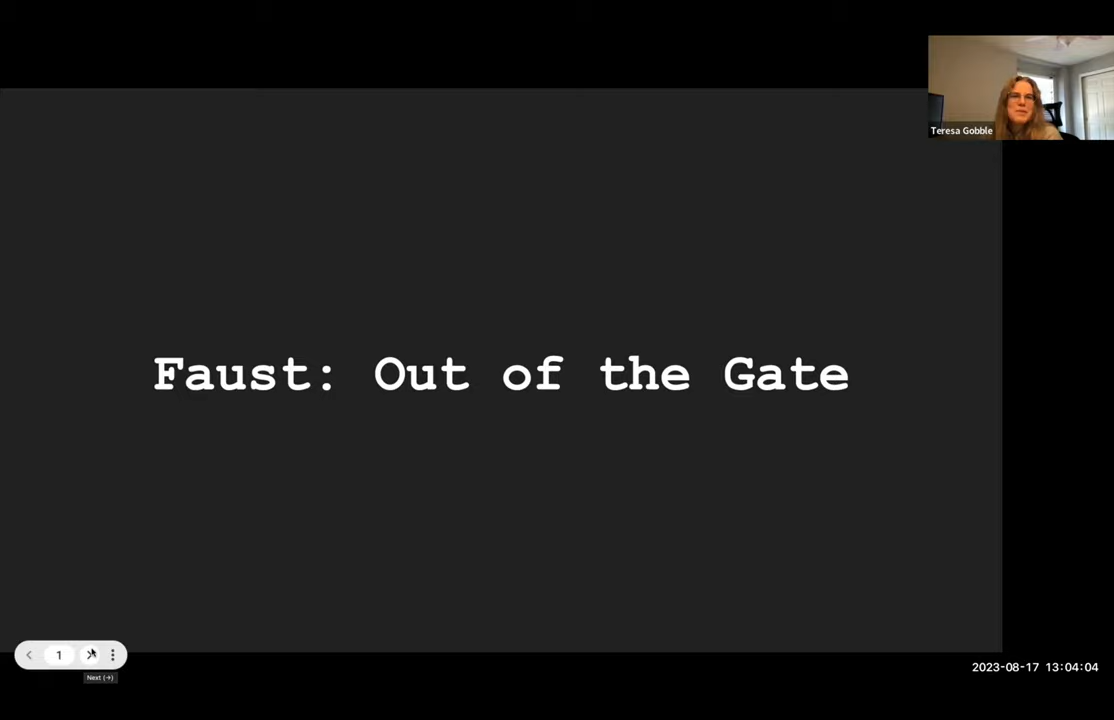 Teresa Gobble
Faust: Out of the Gate
1
Next (→)
2023-08-17 13:04:04